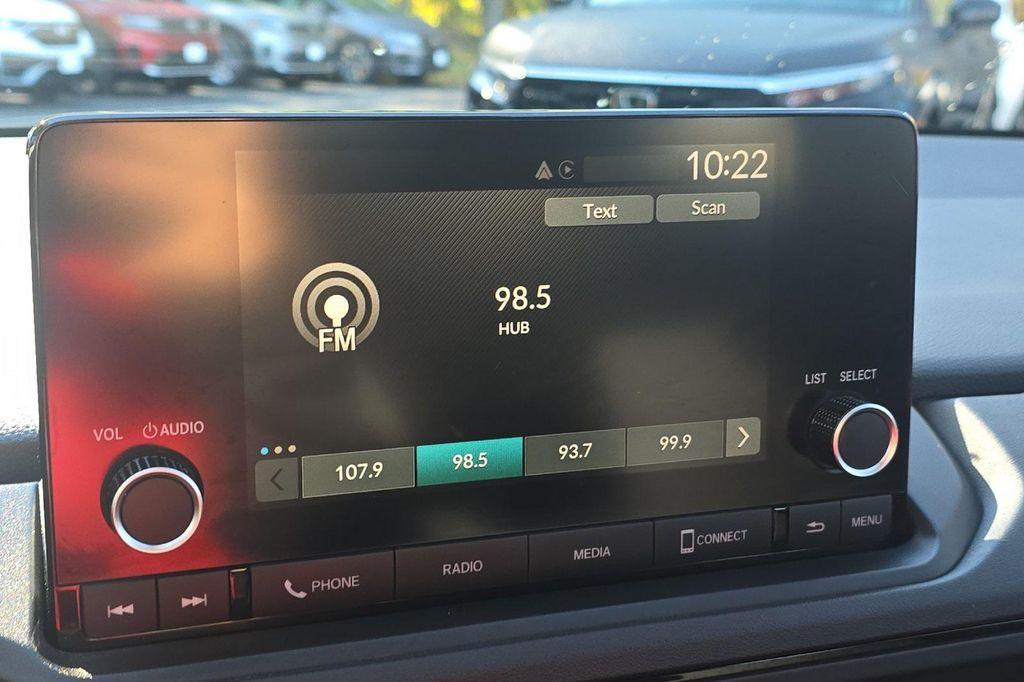 10:22
Text
Scan
FM
98.5
HUB
LIST
SELECT
VOL
AUDIO
107.9
98.5
93.7
99.9
PHONE
RADIO
MEDIA
CONNECT
MENU